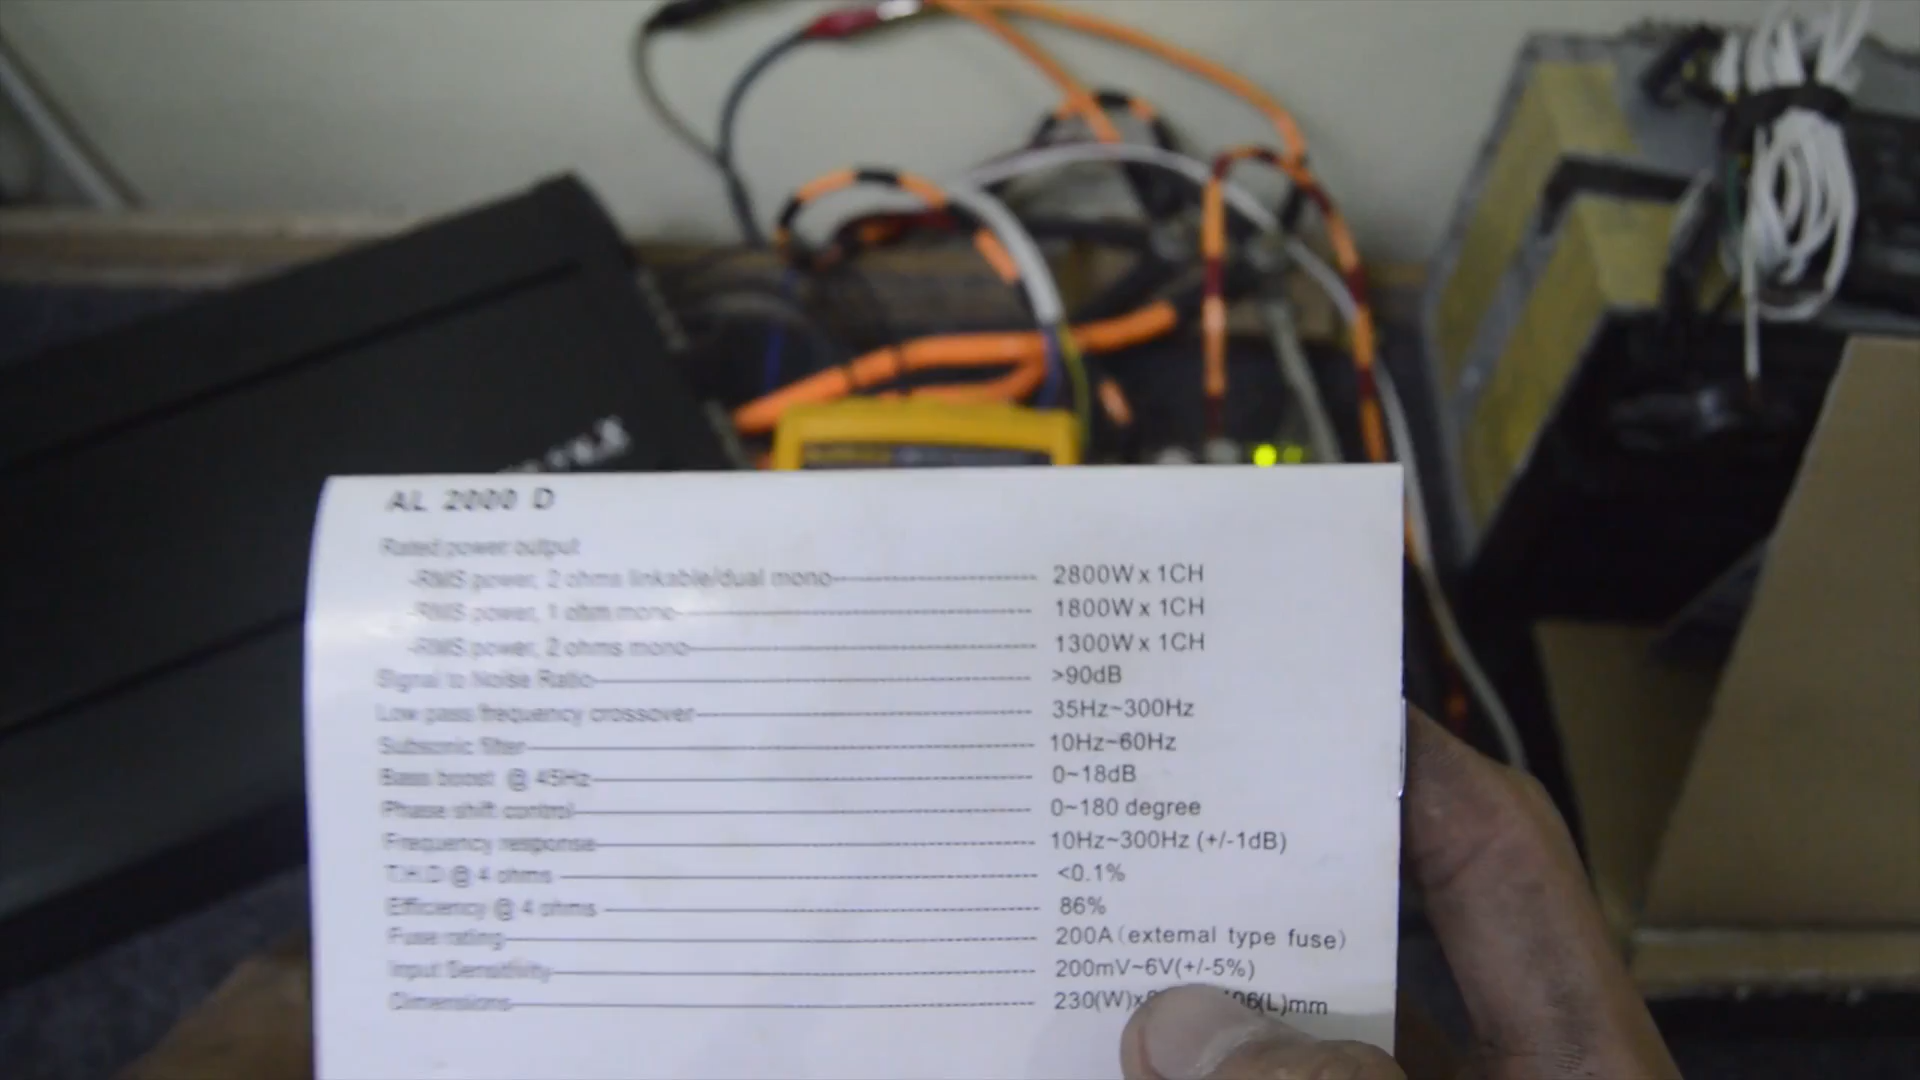 AL 2000 D
Rated power output
-RMS power, 2 ohms linkable/dual mono 2800W x 1CH
-RMS power, 1 ohm mono 1800W x 1CH
-RMS power, 2 ohms mono 1300W x 1CH
Signal to Noise Ratio >90dB
Low pass frequency crossover 35Hz~300Hz
Subsonic filter 10Hz~60Hz
Bass boost @ 45Hz 0~18dB
Phase shift control 0~180 degree
Frequency response 10Hz~300Hz (+/-1dB)
T.H.D @ 4 ohms <0.1%
Efficiency @ 4 ohms 86%
Fuse rating 200A (external type fuse)
Input Sensitivity 200mV~6V(+/-5%)
Dimensions 230(W)x 06(L)mm